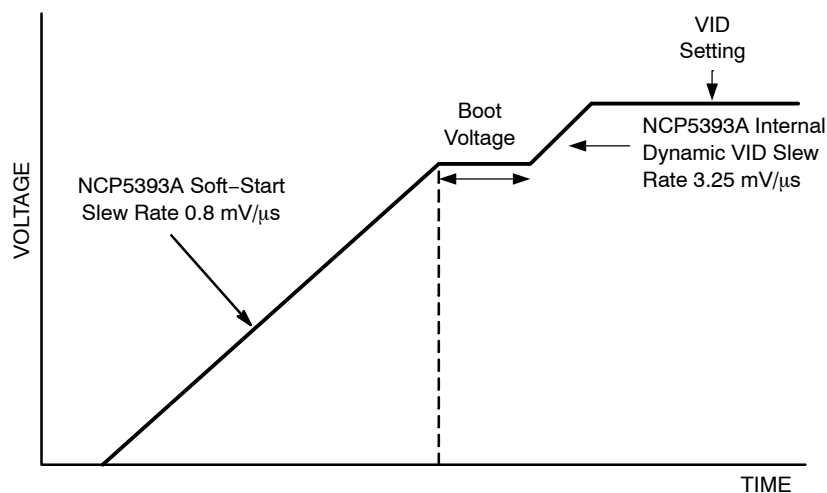 VID
Setting
Boot
Voltage
NCP5393A Internal
Dynamic VID Slew
Rate 3.25 mV/μs
NCP5393A Soft−Start
Slew Rate 0.8 mV/μs
VOLTAGE
TIME